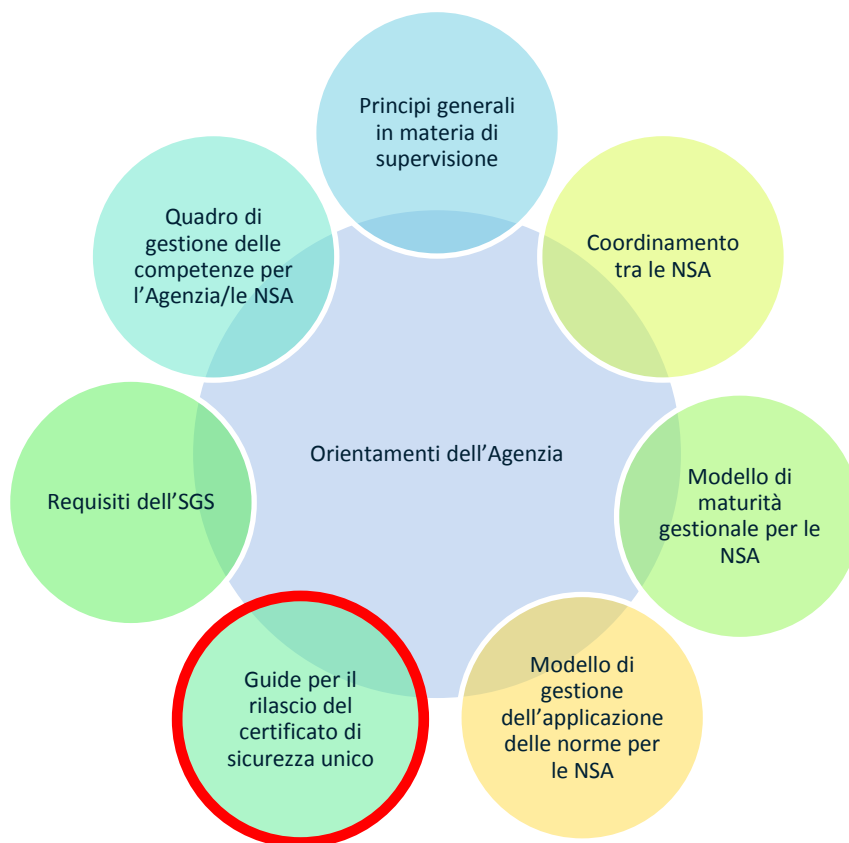 Principi generali
in materia di
supervisione
Quadro di
gestione delle
competenze per
l'Agenzia/le NSA
Coordinamento
tra le NSA
Orientamenti dell'Agenzia
Requisiti dell'SGS
Modello di
maturità
gestionale per le
NSA
Guide per il
rilascio del
certificato di
sicurezza unico
Modello di
gestione
dell'applicazione
delle norme per
le NSA